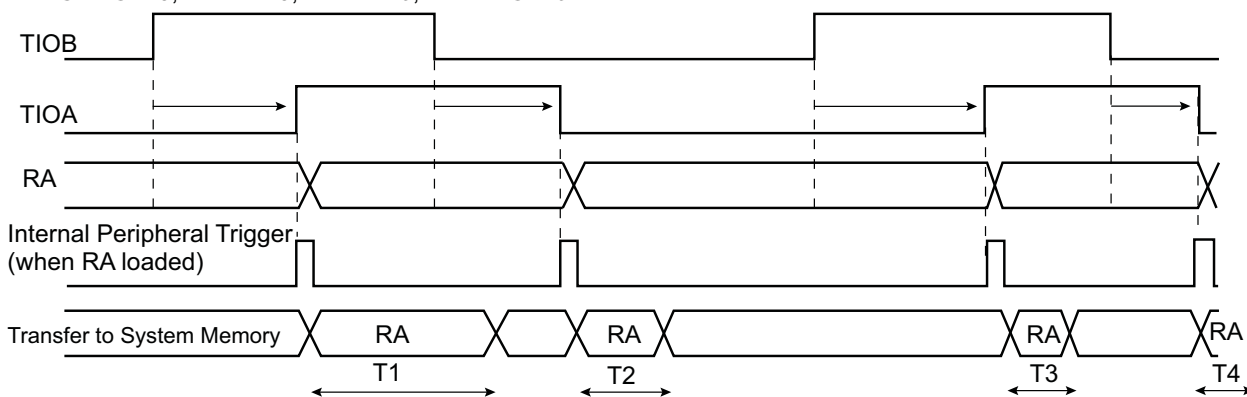 TIOB
TIOA
RA
Internal Peripheral Trigger
(when RA loaded)
Transfer to System Memory RA RA RA RA
T1 T2 T3 T4